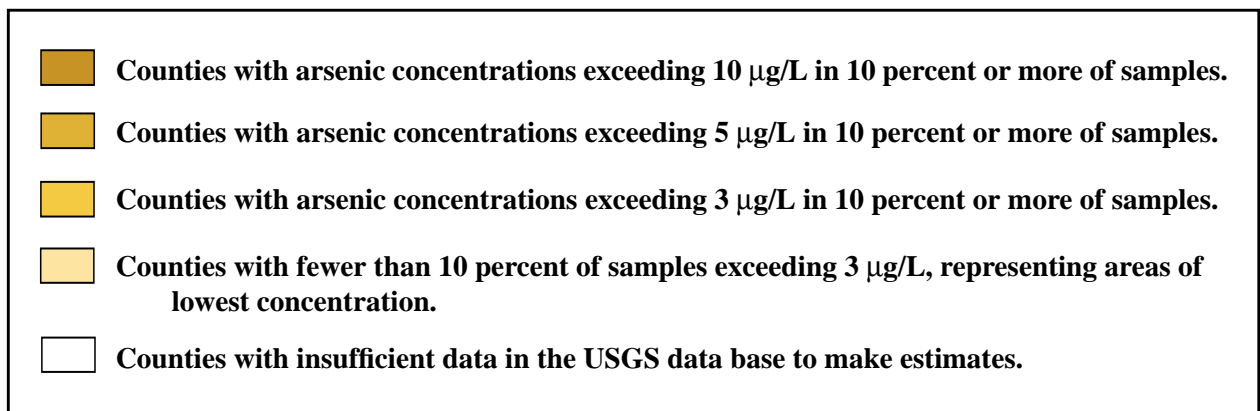 Counties with arsenic concentrations exceeding 10 μg/L in 10 percent or more of samples.
Counties with arsenic concentrations exceeding 5 μg/L in 10 percent or more of samples.
Counties with arsenic concentrations exceeding 3 μg/L in 10 percent or more of samples.
Counties with fewer than 10 percent of samples exceeding 3 μg/L, representing areas of
lowest concentration.
Counties with insufficient data in the USGS data base to make estimates.